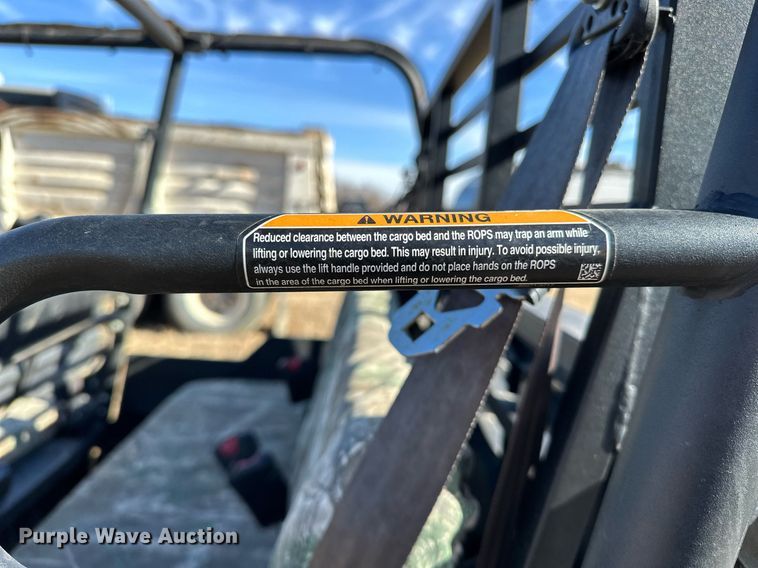 WARNING
Reduced clearance between the cargo bed and the ROPS may trap an arm while
lifting or lowering the cargo bed. This may result in injury. To avoid possible injury,
always use the lift handle provided and do not place hands on the ROPS
in the area of the cargo bed when lifting or lowering the cargo bed.
Purple Wave Auction